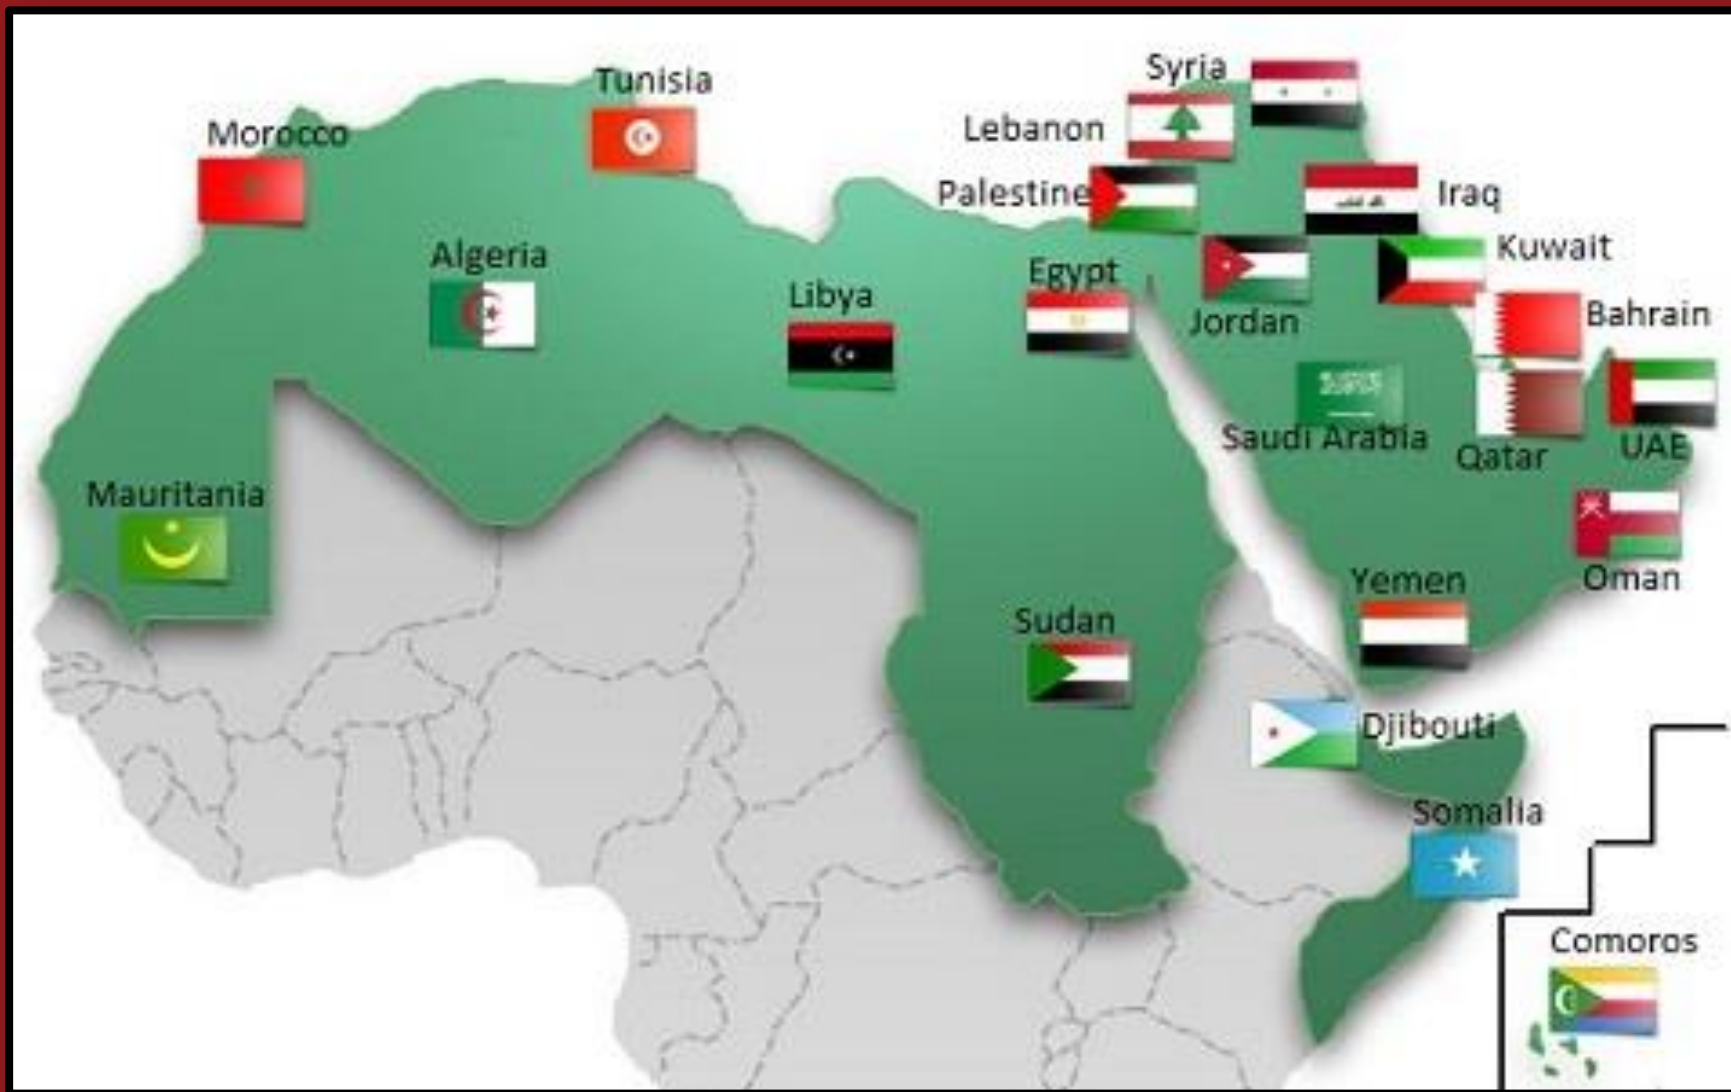 Tunisia
Syria
Morocco
Lebanon
Palestine
Iraq
Algeria
Egypt
Kuwait
Libya
Jordan
Bahrain
Saudi Arabia
Qatar
UAE
Mauritania
Yemen
Oman
Sudan
Djibouti
Somalia
Comoros